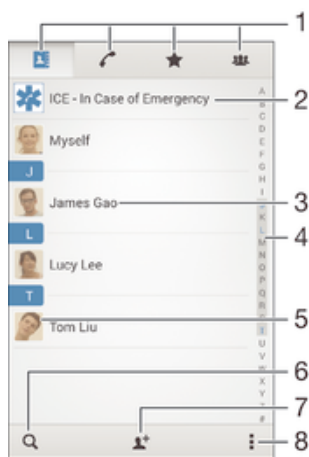 1
ICE - In Case of Emergency
2
Myself
J
James Gao
3
L
4
Lucy Lee
T
Tom Liu
5
6
7
8
A
B
C
D
E
F
G
H
I
J
K
L
M
N
O
P
Q
R
S
T
U
V
W
X
Y
Z
#